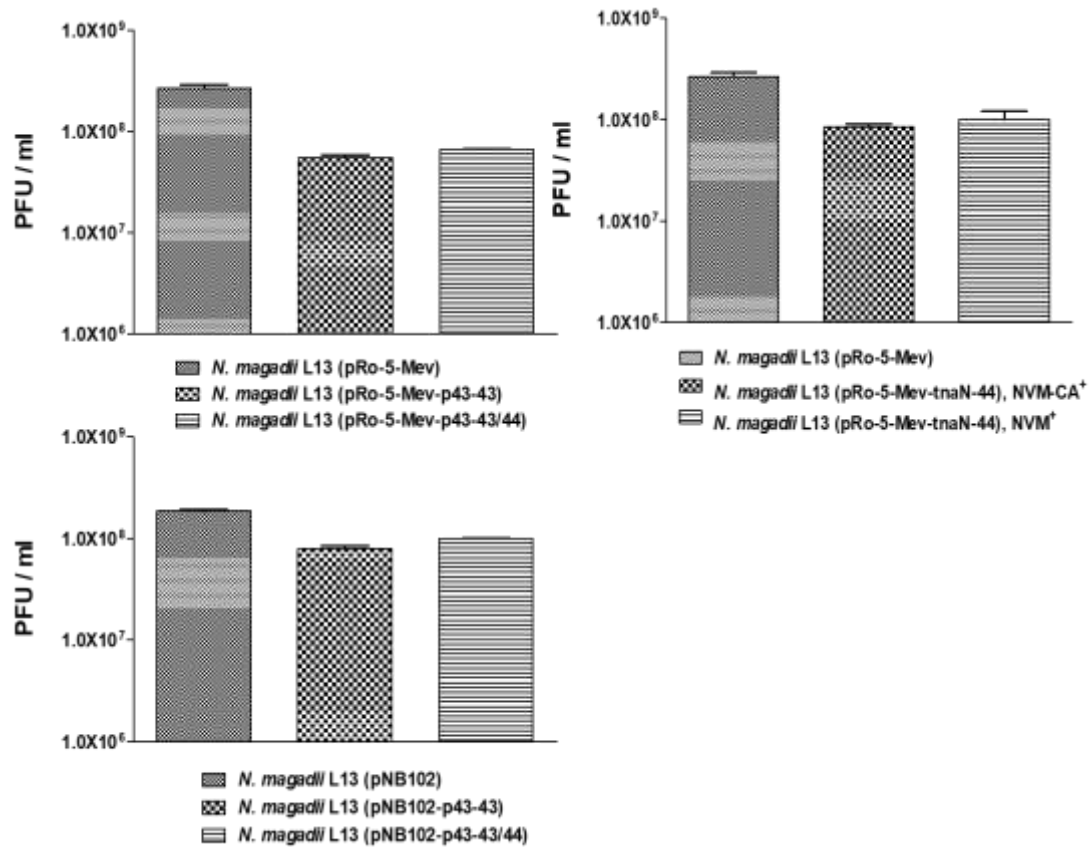 1.0X10⁹
1.0X10⁸
1.0X10⁷
1.0X10⁶
PFU / ml
N. magadii L13 (pRo-5-Mev)
N. magadii L13 (pRo-5-Mev-p43-43)
N. magadii L13 (pRo-5-Mev-p43-43/44)
1.0X10⁹
1.0X10⁸
1.0X10⁷
1.0X10⁶
PFU / ml
N. magadii L13 (pRo-5-Mev)
N. magadii L13 (pRo-5-Mev-tnaN-44), NVM-CA⁺
N. magadii L13 (pRo-5-Mev-tnaN-44), NVM⁺
1.0X10⁹
1.0X10⁸
1.0X10⁷
1.0X10⁶
PFU / ml
N. magadii L13 (pNB102)
N. magadii L13 (pNB102-p43-43)
N. magadii L13 (pNB102-p43-43/44)